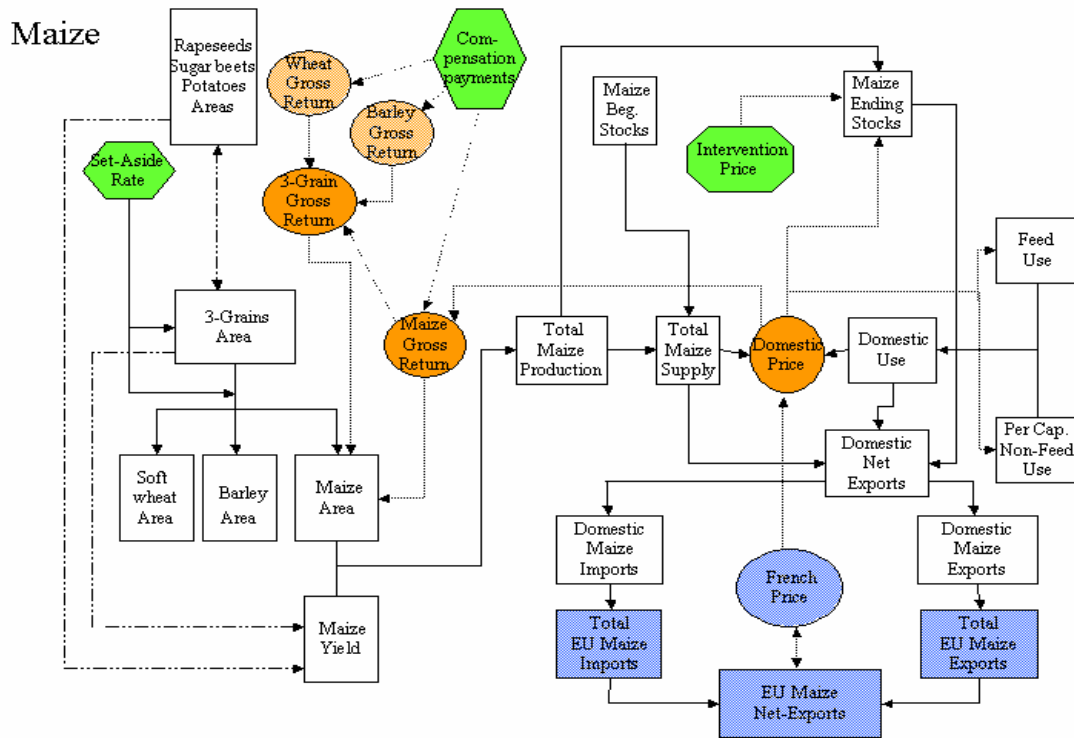 Maize
Rapeseeds
Sugar beets
Potatoes
Areas
Wheat
Gross
Return
Com-
pensation
payments
Barley
Gross
Return
Maize
Beg.
Stocks
Maize
Ending
Stocks
Intervention
Price
Set-Aside
Rate
3-Grain
Gross
Return
Feed
Use
3-Grains
Area
Maize
Gross
Return
Total
Maize
Production
Total
Maize
Supply
Domestic
Price
Domestic
Use
Per Cap.
Non-Feed
Use
Soft
wheat
Area
Barley
Area
Maize
Area
Domestic
Net
Exports
Domestic
Maize
Imports
French
Price
Domestic
Maize
Exports
Maize
Yield
Total
EU Maize
Imports
Total
EU Maize
Exports
EU Maize
Net-Exports